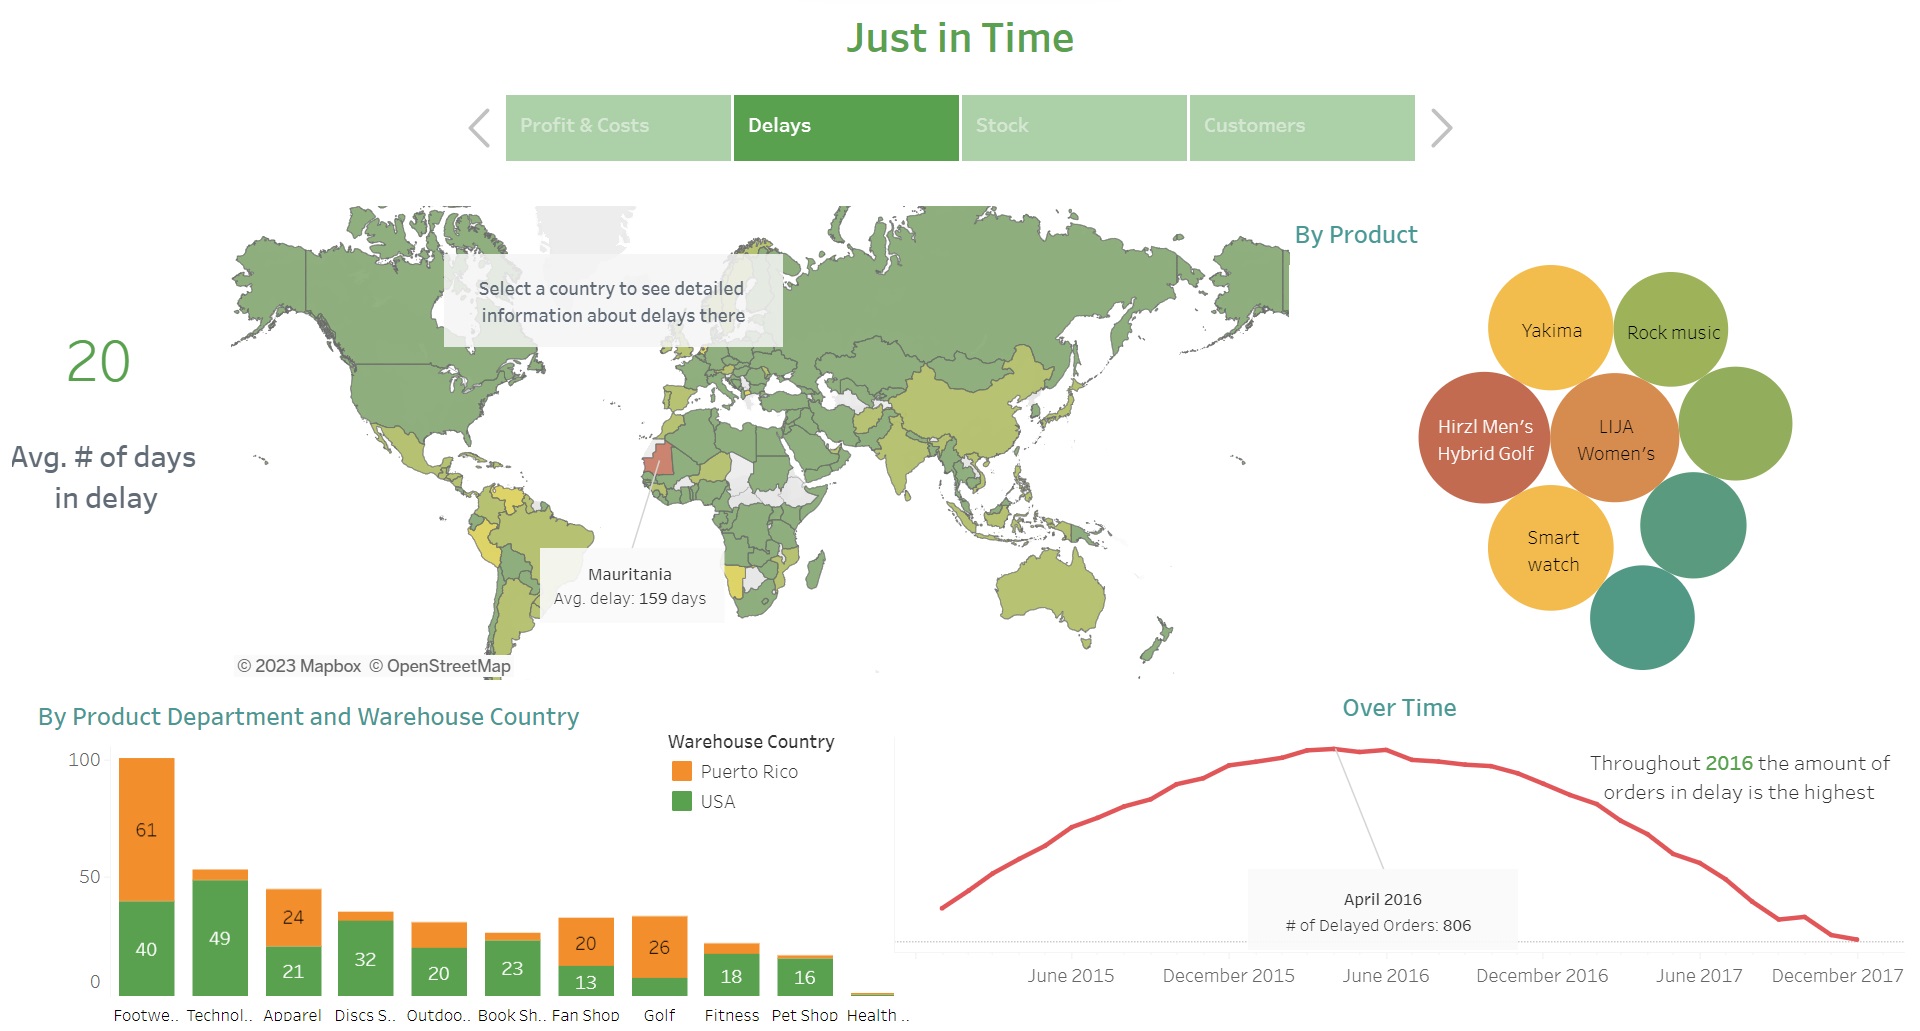 Just in Time
Profit & Costs
Delays
Stock
Customers
By Product
Select a country to see detailed
information about delays there
20
Avg. # of days
in delay
Mauritania
Avg. delay: 159 days
© 2023 Mapbox © OpenStreetMap
Yakima
Rock music
Hirzl Men's
Hybrid Golf
LIJA
Women's
Smart
watch
By Product Department and Warehouse Country
Warehouse Country
Puerto Rico
USA
100
50
0
61
40
49
24
21
32
20
23
20
13
26
18
16
Footwe..
Technol..
Apparel
Discs S..
Outdoo..
Book Sh..
Fan Shop
Golf
Fitness
Pet Shop
Health ..
Over Time
Throughout 2016 the amount of
orders in delay is the highest
April 2016
# of Delayed Orders: 806
June 2015
December 2015
June 2016
December 2016
June 2017
December 2017